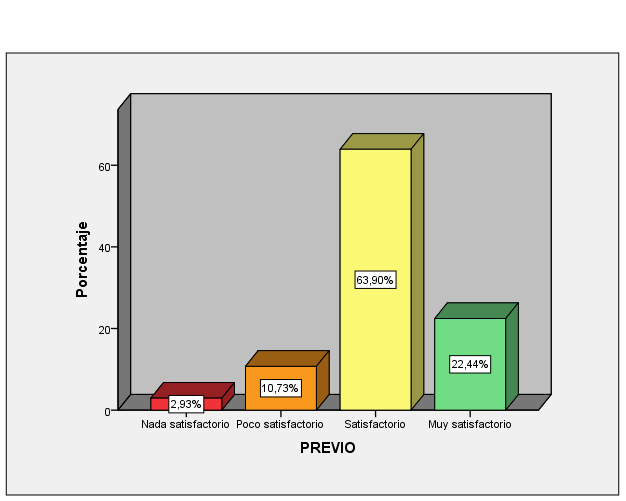 Porcentaje
60
40
20
0
63,90%
22,44%
10,73%
2,93%
Nada satisfactorio Poco satisfactorio Satisfactorio Muy satisfactorio
PREVIO